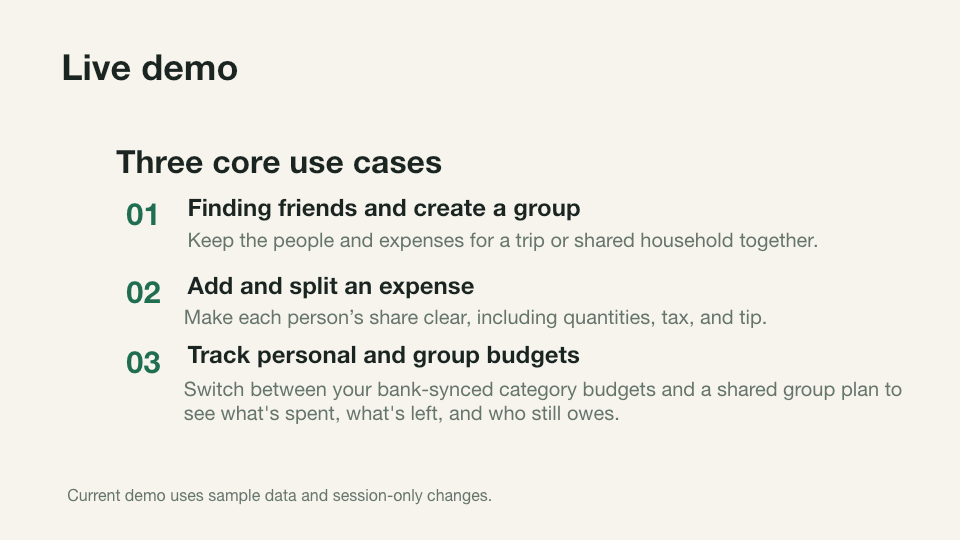 Live demo
Three core use cases
01 Finding friends and create a group
Keep the people and expenses for a trip or shared household together.
02 Add and split an expense
Make each person’s share clear, including quantities, tax, and tip.
03 Track personal and group budgets
Switch between your bank-synced category budgets and a shared group plan to
see what's spent, what's left, and who still owes.
Current demo uses sample data and session-only changes.